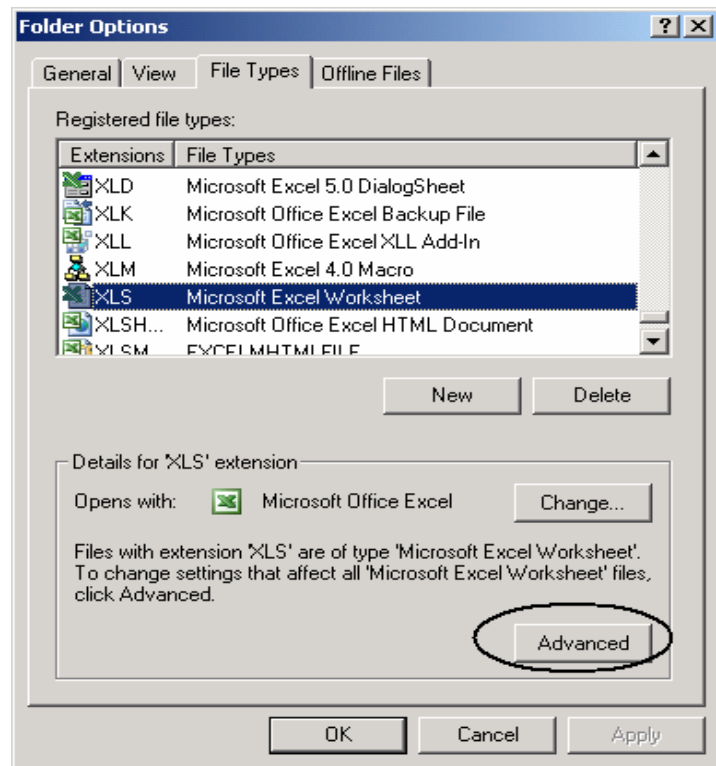 Folder Options
General View File Types Offline Files
Registered file types:
Extensions File Types
XLD Microsoft Excel 5.0 DialogSheet
XLK Microsoft Office Excel Backup File
XLL Microsoft Office Excel XLL Add-In
XLM Microsoft Excel 4.0 Macro
XLS Microsoft Excel Worksheet
XLSH... Microsoft Office Excel HTML Document
XLSM EXCELMHTMLFILE
New Delete
Details for 'XLS' extension
Opens with: Microsoft Office Excel Change...
Files with extension 'XLS' are of type 'Microsoft Excel Worksheet'.
To change settings that affect all 'Microsoft Excel Worksheet' files,
click Advanced.
Advanced
OK Cancel Apply